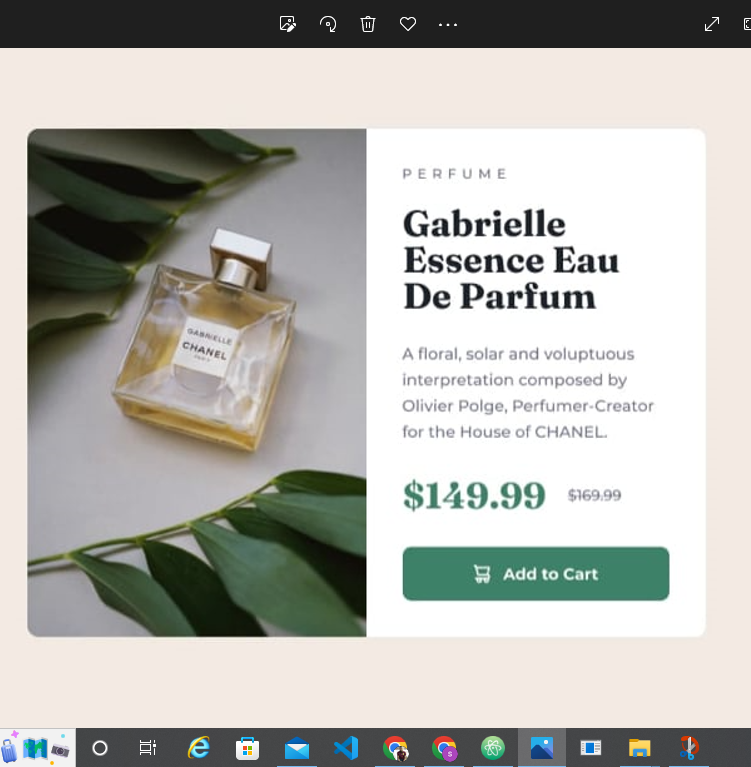 PERFUME
Gabrielle
Essence Eau
De Parfum
GABRIELLE
CHANEL
PARIS
A floral, solar and voluptuous
interpretation composed by
Olivier Polge, Perfumer-Creator
for the House of CHANEL.
$149.99 $169.99
Add to Cart